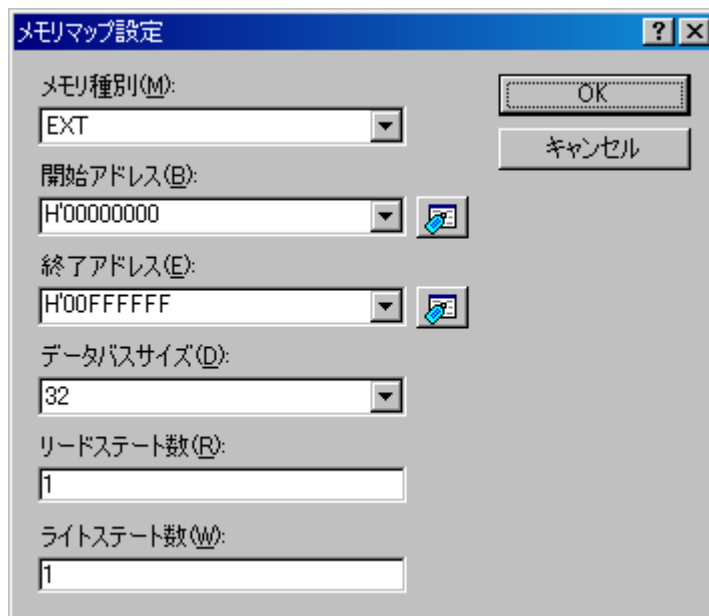 メモリマップ設定
メモリ種別(M):
EXT
OK
キャンセル
開始アドレス(B):
H'00000000
終了アドレス(E):
H'00FFFFFF
データバスサイズ(D):
32
リードステート数(R):
1
ライトステート数(W):
1